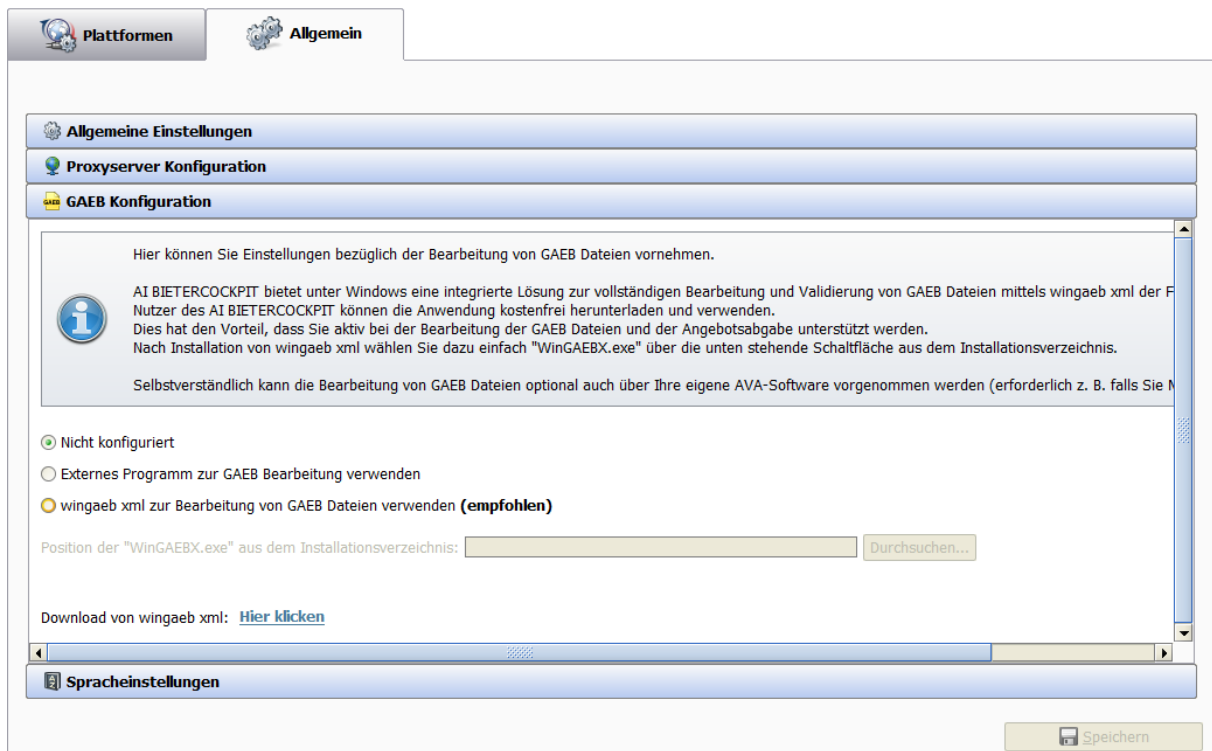 Plattformen
Allgemein
Allgemeine Einstellungen
Proxyserver Konfiguration
GAEB
GAEB Konfiguration
Hier können Sie Einstellungen bezüglich der Bearbeitung von GAEB Dateien vornehmen.
AI BIETERCOCKPIT bietet unter Windows eine integrierte Lösung zur vollständigen Bearbeitung und Validierung von GAEB Dateien mittels wingaeb xml der F
Nutzer des AI BIETERCOCKPIT können die Anwendung kostenfrei herunterladen und verwenden.
Dies hat den Vorteil, dass Sie aktiv bei der Bearbeitung der GAEB Dateien und der Angebotsabgabe unterstützt werden.
Nach Installation von wingaeb xml wählen Sie dazu einfach "WinGAEBX.exe" über die unten stehende Schaltfläche aus dem Installationsverzeichnis.
Selbstverständlich kann die Bearbeitung von GAEB Dateien optional auch über Ihre eigene AVA-Software vorgenommen werden (erforderlich z. B. falls Sie M
Nicht konfiguriert
Externes Programm zur GAEB Bearbeitung verwenden
wingaeb xml zur Bearbeitung von GAEB Dateien verwenden (empfohlen)
Position der "WinGAEBX.exe" aus dem Installationsverzeichnis:
Durchsuchen...
Download von wingaeb xml: Hier klicken
Spracheinstellungen
Speichern